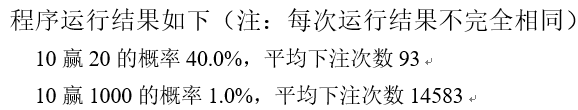 程序运行结果如下（注：每次运行结果不完全相同）
10 赢 20 的概率 40.0%，平均下注次数 93
10 赢 1000 的概率 1.0%，平均下注次数 14583